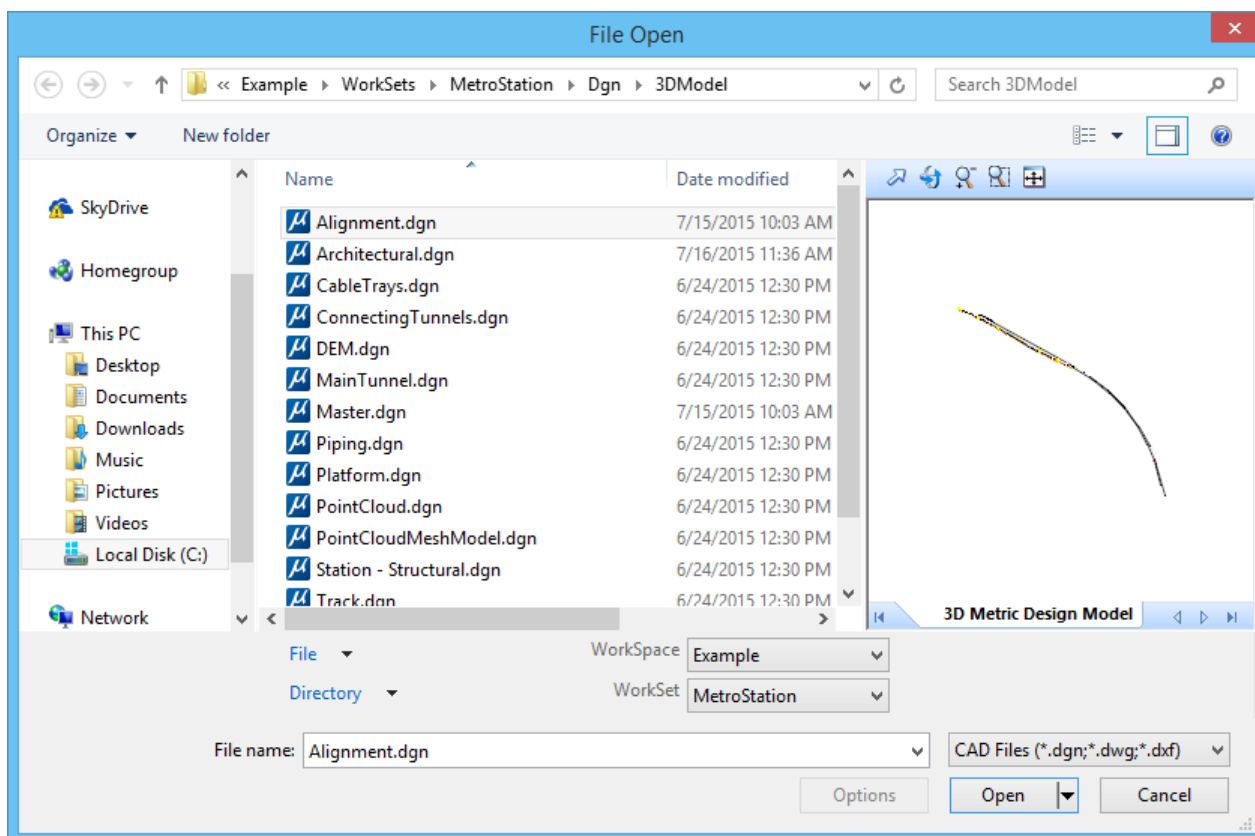 File Open
« Example WorkSets MetroStation Dgn 3DModel
Search 3DModel
Organize New folder
SkyDrive
Homegroup
This PC
Desktop
Documents
Downloads
Music
Pictures
Videos
Local Disk (C:)
Network
Name Date modified
Alignment.dgn 7/15/2015 10:03 AM
Architectural.dgn 7/16/2015 11:36 AM
CableTrays.dgn 6/24/2015 12:30 PM
ConnectingTunnels.dgn 6/24/2015 12:30 PM
DEM.dgn 6/24/2015 12:30 PM
MainTunnel.dgn 6/24/2015 12:30 PM
Master.dgn 7/15/2015 10:03 AM
Piping.dgn 6/24/2015 12:30 PM
Platform.dgn 6/24/2015 12:30 PM
PointCloud.dgn 6/24/2015 12:30 PM
PointCloudMeshModel.dgn 6/24/2015 12:30 PM
Station - Structural.dgn 6/24/2015 12:30 PM
Track.dgn 6/24/2015 12:30 PM
3D Metric Design Model
File WorkSpace Example
Directory WorkSet MetroStation
File name: Alignment.dgn CAD Files (*.dgn;*.dwg;*.dxf)
Options Open Cancel